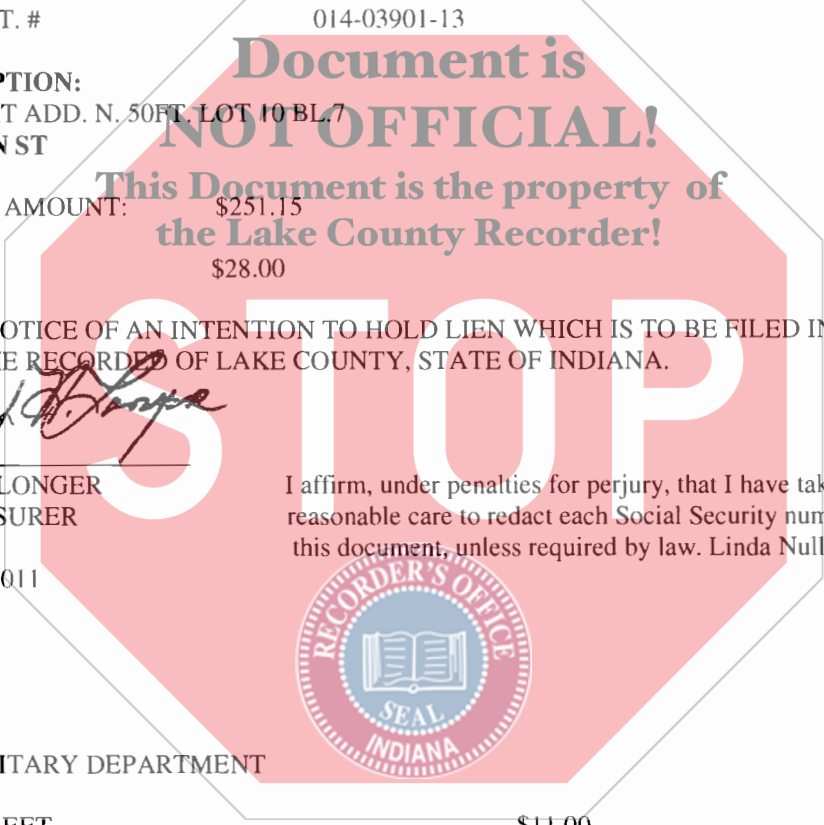 T. # 014-03901-13
Document is
PTION:
T ADD. N. 50FT. LOT 10 BL.7
NOT OFFICIAL!
N ST
This Document is the property of
AMOUNT: $251.15
the Lake County Recorder!
$28.00
STOP
OTICE OF AN INTENTION TO HOLD LIEN WHICH IS TO BE FILED IN
E RECORDED OF LAKE COUNTY, STATE OF INDIANA.
LONGER
SURER
I affirm, under penalties for perjury, that I have tak
reasonable care to redact each Social Security num
this document, unless required by law. Linda Null
011
RECORDER'S OFFICE
SEAL
INDIANA
ITARY DEPARTMENT
EET $11.00